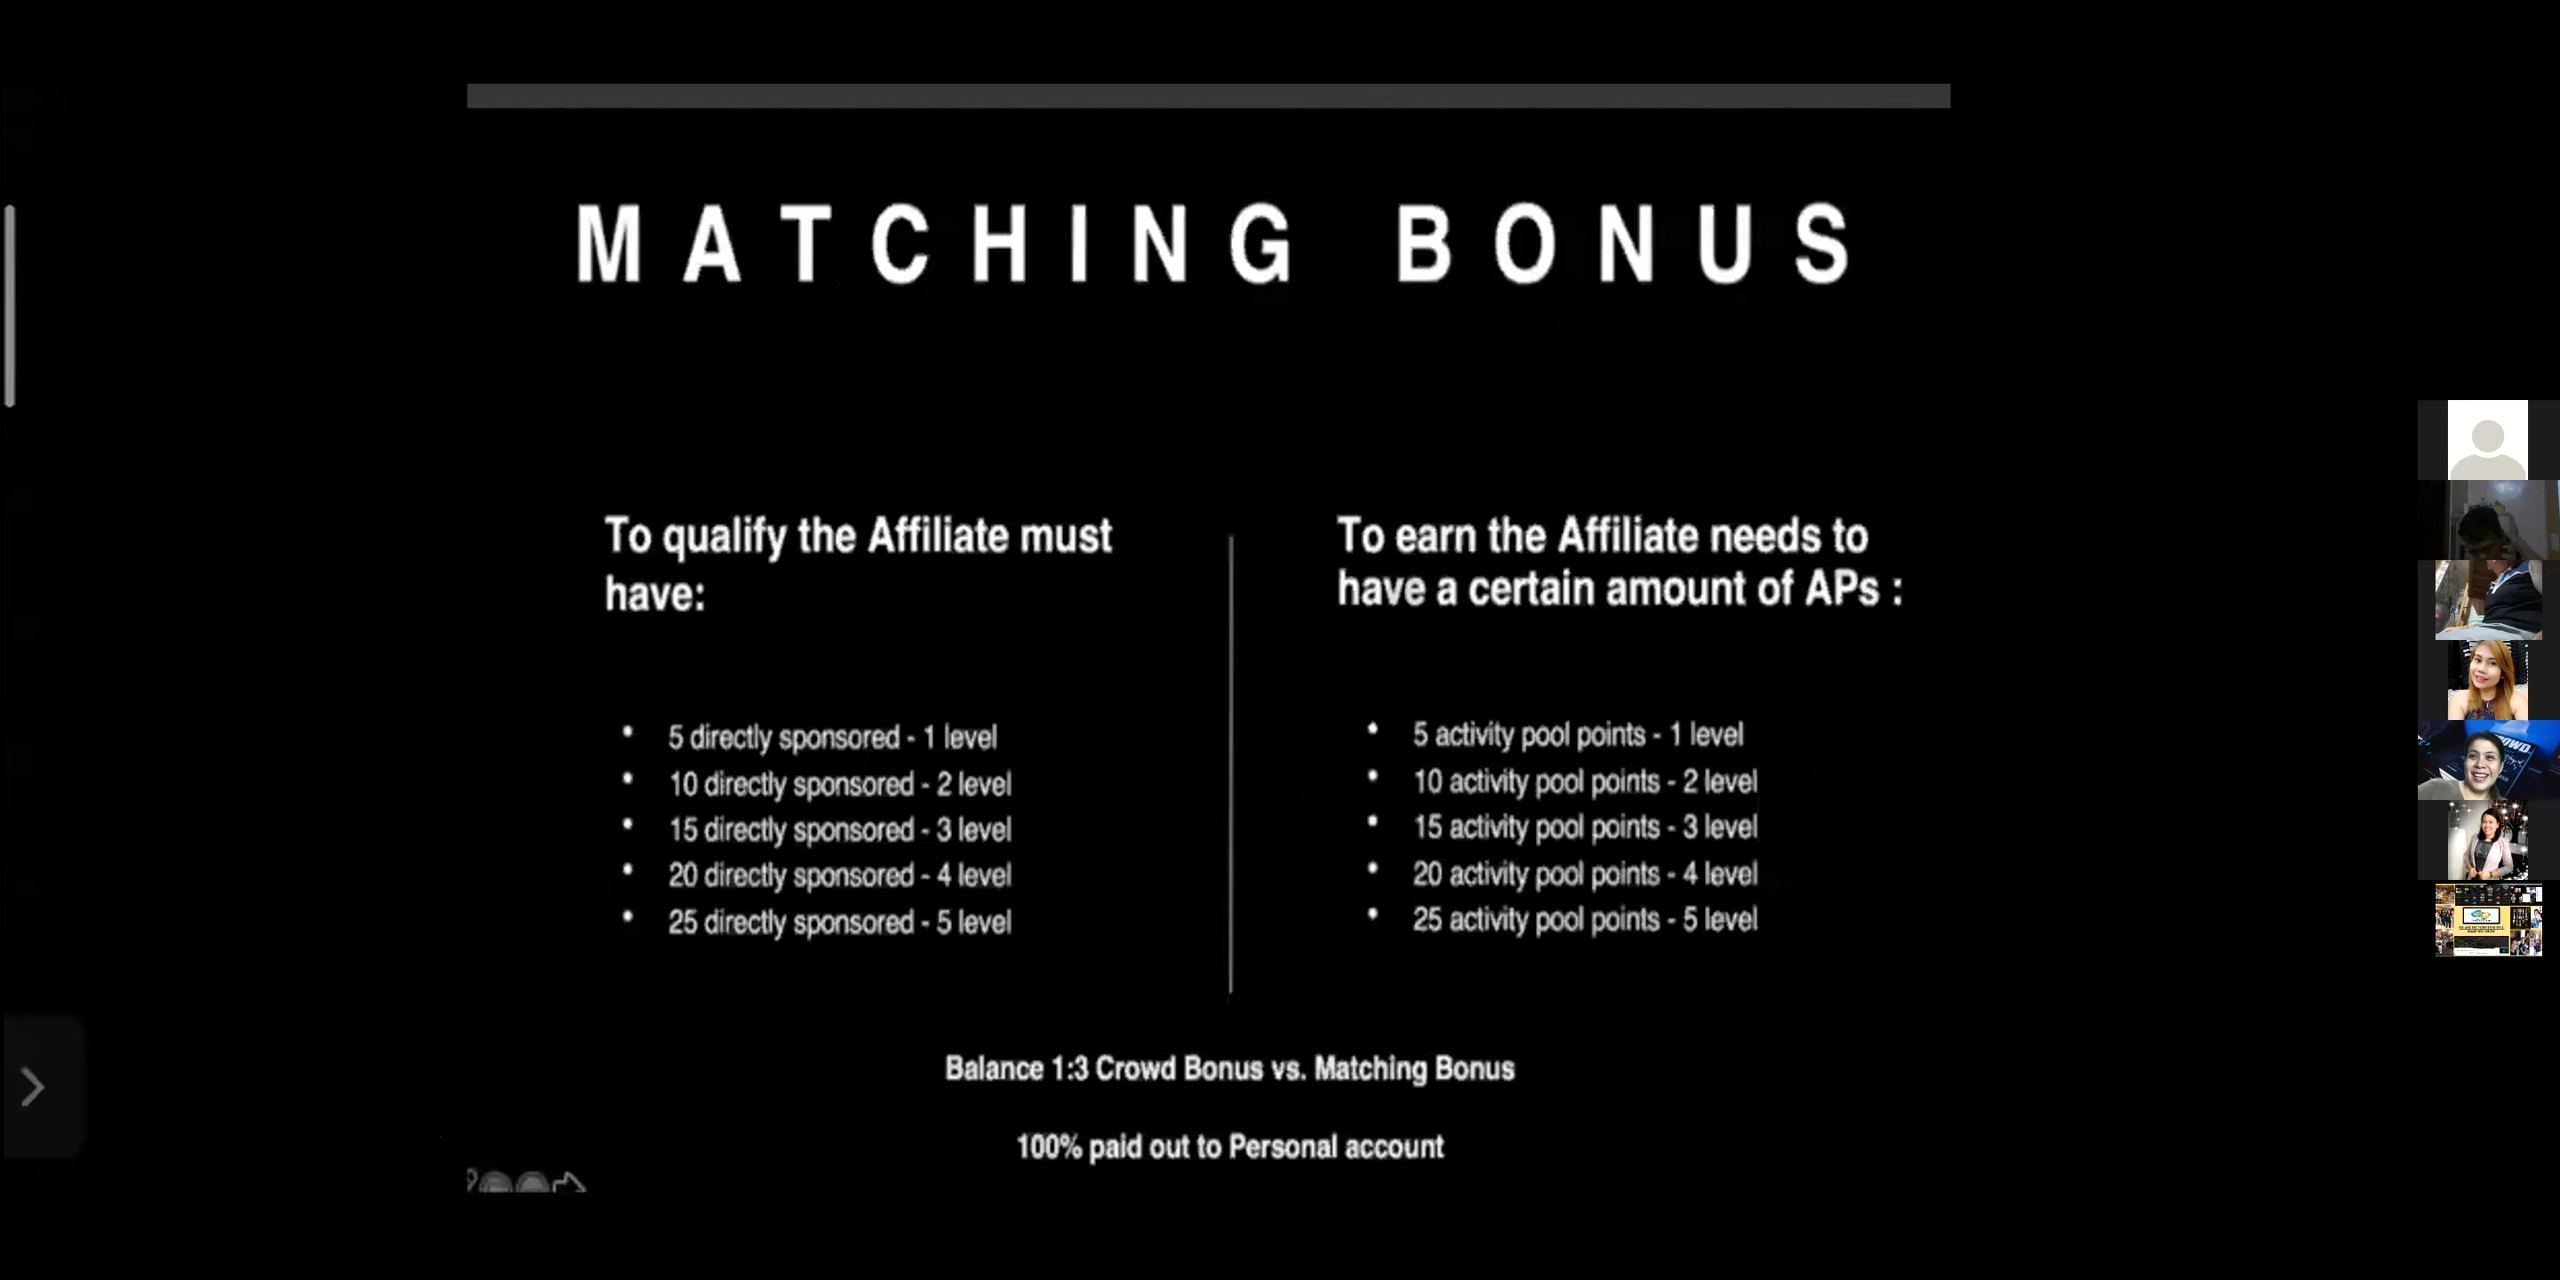 MATCHING BONUS
To qualify the Affiliate must
have:
• 5 directly sponsored - 1 level
• 10 directly sponsored - 2 level
• 15 directly sponsored - 3 level
• 20 directly sponsored - 4 level
• 25 directly sponsored - 5 level
To earn the Affiliate needs to
have a certain amount of APs :
• 5 activity pool points - 1 level
• 10 activity pool points - 2 level
• 15 activity pool points - 3 level
• 20 activity pool points - 4 level
• 25 activity pool points - 5 level
Balance 1:3 Crowd Bonus vs. Matching Bonus
100% paid out to Personal account